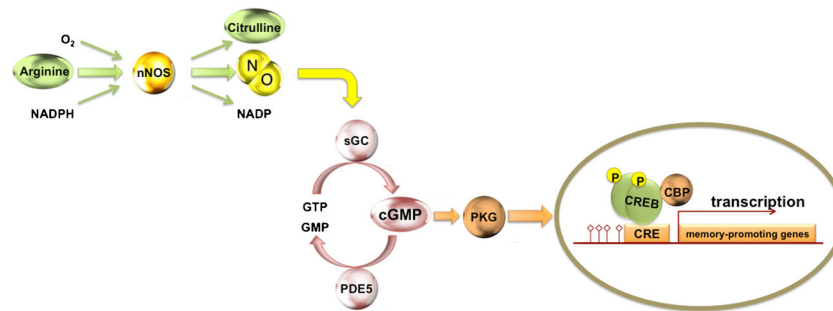 Citrulline
O2
Arginine
nNOS
N
O
NADPH
NADP
sGC
GTP
cGMP
GMP
PKG
PDE5
P
P
CREB
CBP
transcription
CRE
memory-promoting genes